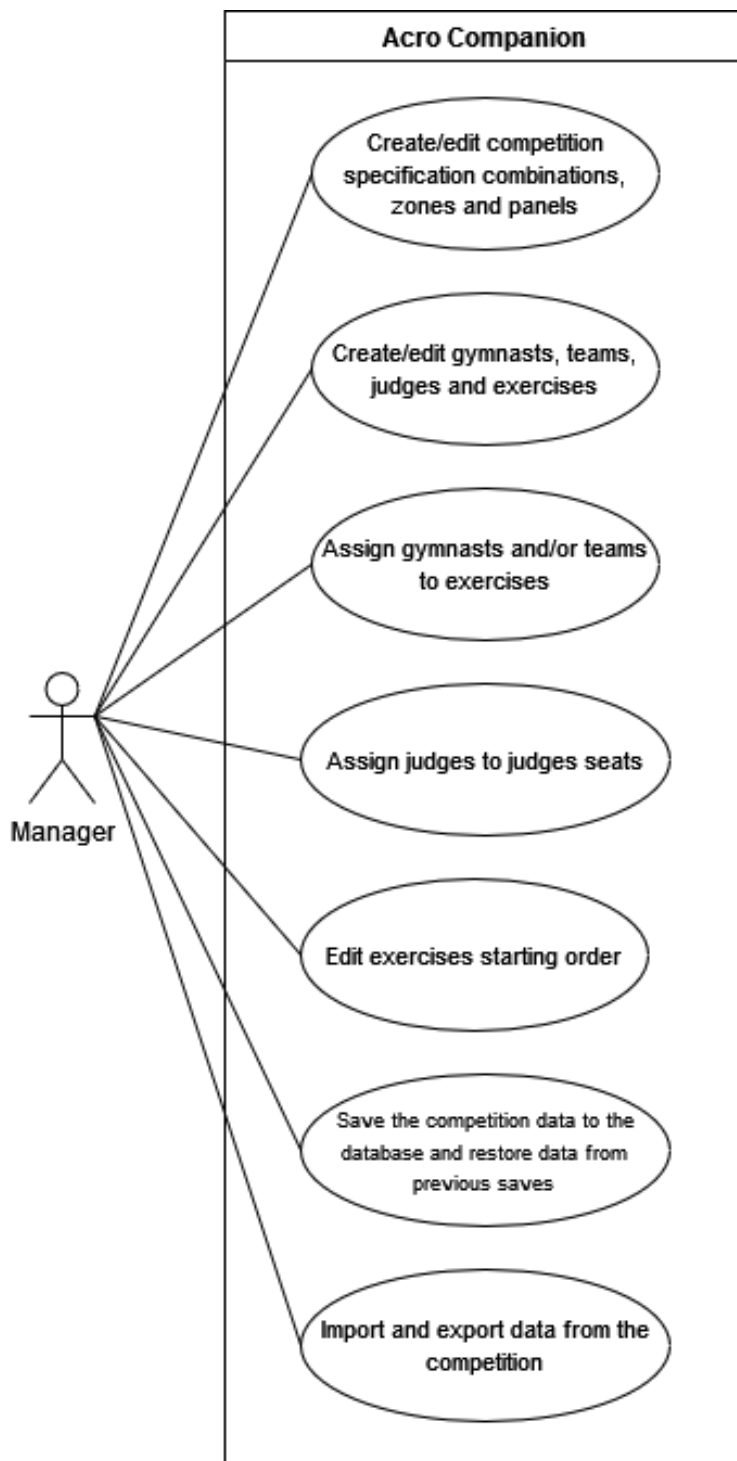 Acro Companion
Create/edit competition
specification combinations,
zones and panels
Create/edit gymnasts, teams,
judges and exercises
Assign gymnasts and/or teams
to exercises
Assign judges to judges seats
Manager
Edit exercises starting order
Save the competition data to the
database and restore data from
previous saves
Import and export data from the
competition